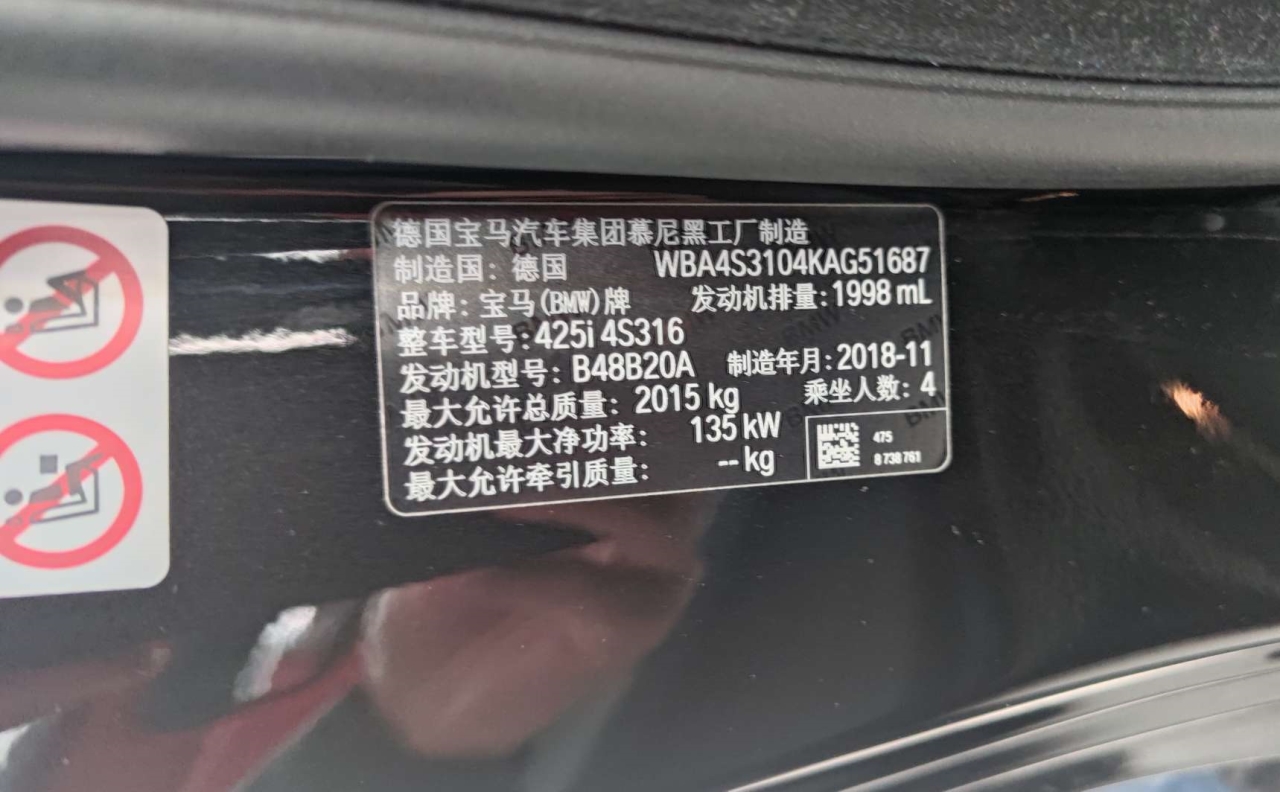 德国宝马汽车集团慕尼黑工厂制造
制造国：德国 WBA4S3104KAG51687
品牌：宝马(BMW)牌 发动机排量：1998 mL
整车型号：425i 4S316
发动机型号：B48B20A 制造年月：2018-11
最大允许总质量：2015 kg 乘坐人数：4
发动机最大净功率：135 kW
最大允许牵引质量：-- kg
475
8 738 761